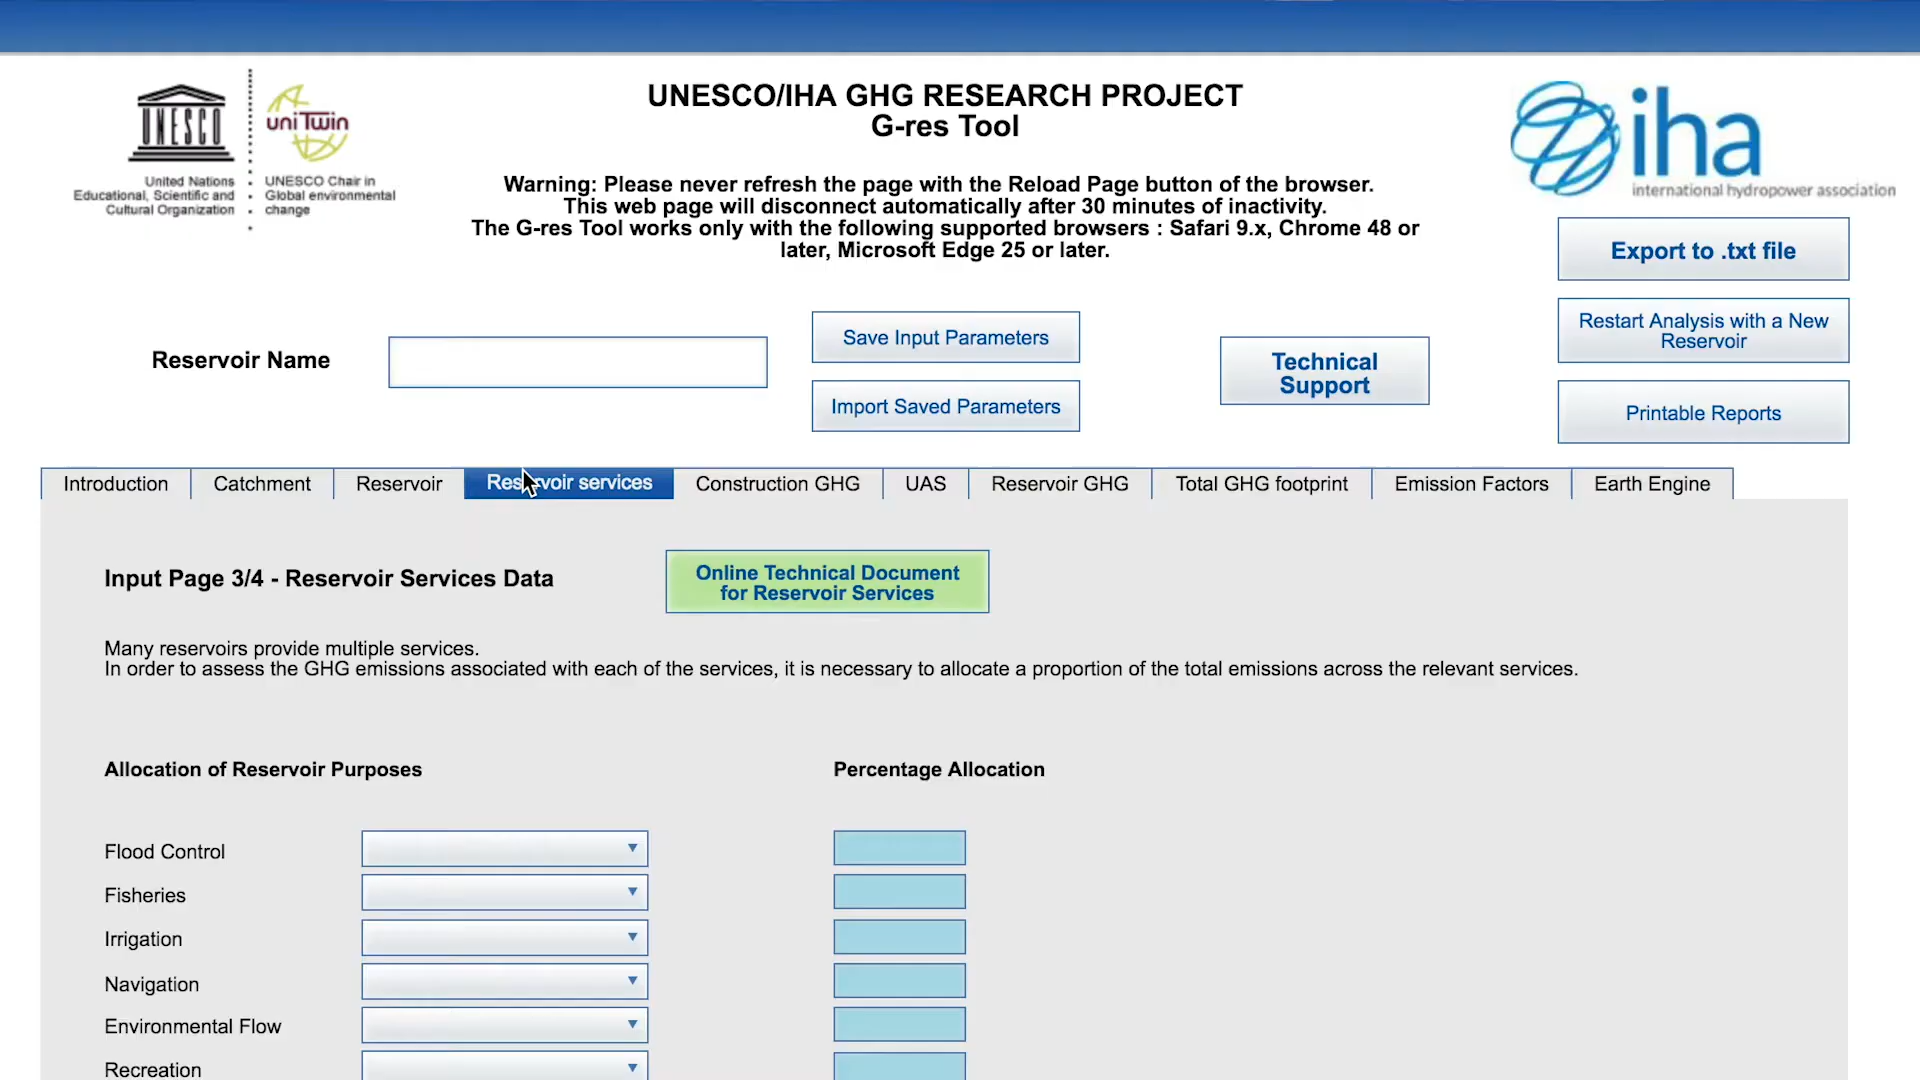 UNESCO
uniTwin
United Nations
Educational, Scientific and
Cultural Organization
UNESCO Chair in
Global environmental
change
UNESCO/IHA GHG RESEARCH PROJECT
G-res Tool
Warning: Please never refresh the page with the Reload Page button of the browser.
This web page will disconnect automatically after 30 minutes of inactivity.
The G-res Tool works only with the following supported browsers : Safari 9.x, Chrome 48 or
later, Microsoft Edge 25 or later.
iha
international hydropower association
Export to .txt file
Restart Analysis with a New
Reservoir
Printable Reports
Reservoir Name
Save Input Parameters
Import Saved Parameters
Technical
Support
Introduction Catchment Reservoir Reservoir services Construction GHG UAS Reservoir GHG Total GHG footprint Emission Factors Earth Engine
Input Page 3/4 - Reservoir Services Data
Online Technical Document
for Reservoir Services
Many reservoirs provide multiple services.
In order to assess the GHG emissions associated with each of the services, it is necessary to allocate a proportion of the total emissions across the relevant services.
Allocation of Reservoir Purposes
Percentage Allocation
Flood Control
Fisheries
Irrigation
Navigation
Environmental Flow
Recreation